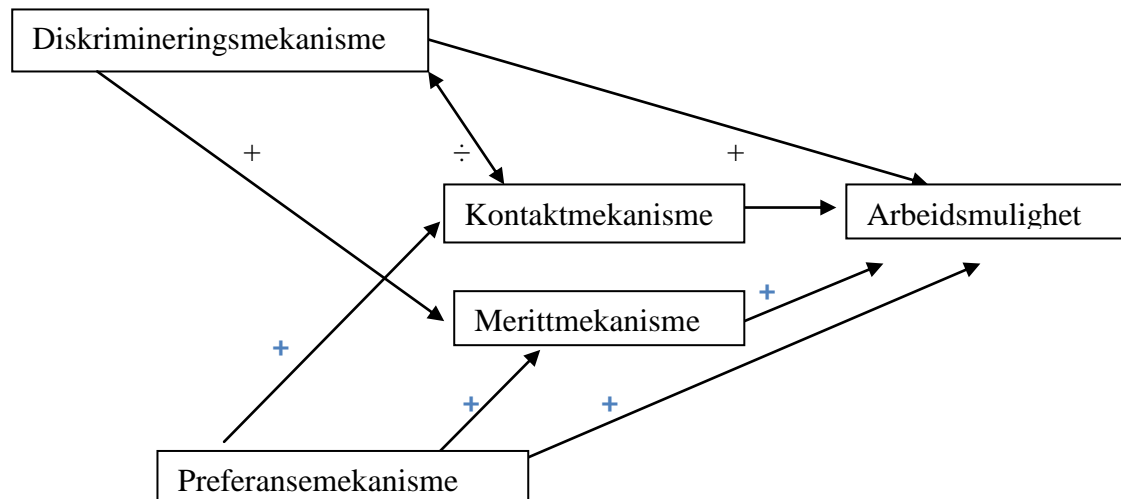 Diskrimineringsmekanisme
+ ÷ +
Kontaktmekanisme Arbeidsmulighet
+
Merittmekanisme
+
+ +
Preferansemekanisme